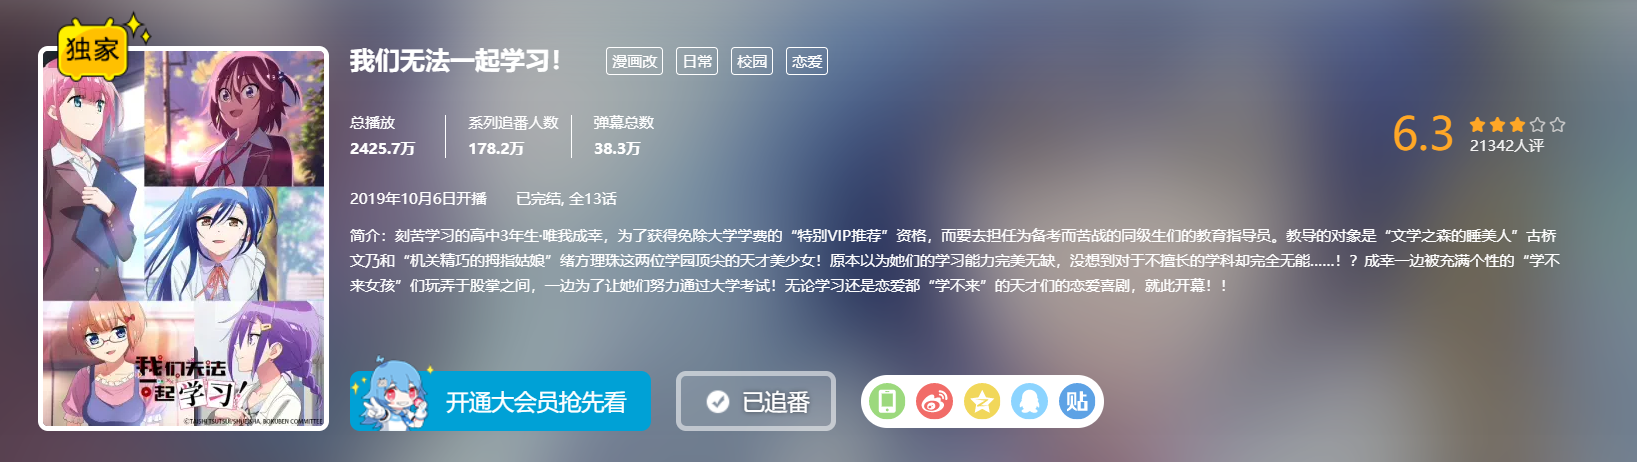 独家
我们无法一起学习！
漫画改 日常 校园 恋爱
总播放 系列追番人数 弹幕总数
2425.7万 178.2万 38.3万
6.3
21342人评
2019年10月6日开播 已完结, 全13话
简介：刻苦学习的高中3年生·唯我成幸，为了获得免除大学学费的“特别VIP推荐”资格，而要去担任为备考而苦战的同级生们的教育指导员。教导的对象是“文学之森的睡美人”古桥
文乃和“机关精巧的拇指姑娘”绪方理珠这两位学园顶尖的天才美少女！原本以为她们的学习能力完美无缺，没想到对于不擅长的学科却完全无能......！？成幸一边被充满个性的“学不
来女孩”们玩弄于股掌之间，一边为了让她们努力通过大学考试！无论学习还是恋爱都“学不来”的天才们的恋爱喜剧，就此开幕！！
我们无法
一起学习！
©TAISHI TSUTSUI/SHUEISHA, BOKUBEN COMMITTEE
开通大会员抢先看
已追番
贴